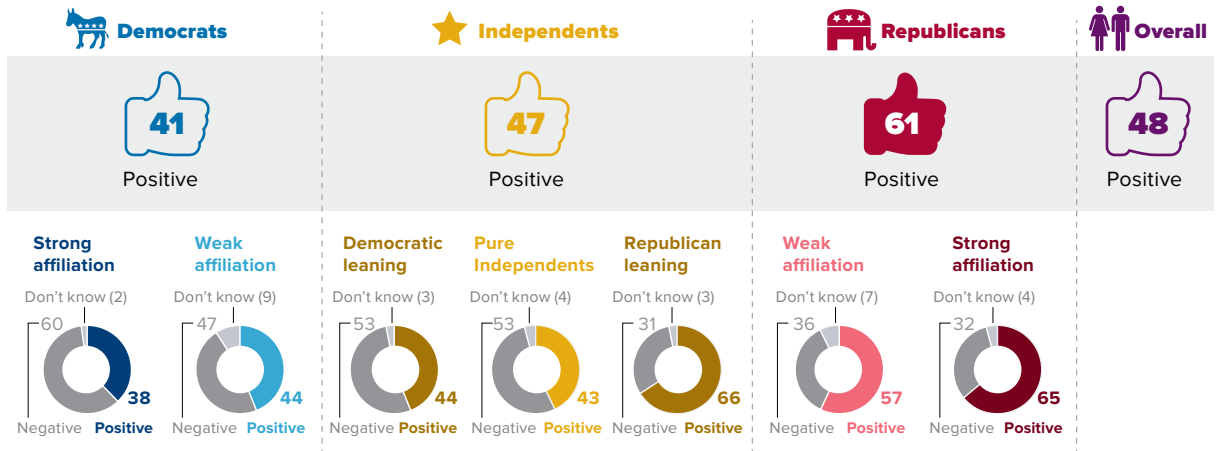 Democrats
Independents
Republicans
Overall
41
Positive
47
Positive
61
Positive
48
Positive
Strong
affiliation
Don't know (2)
60
38
Negative Positive
Weak
affiliation
Don't know (9)
47
44
Negative Positive
Democratic
leaning
Don't know (3)
53
44
Negative Positive
Pure
Independents
Don't know (4)
53
43
Negative Positive
Republican
leaning
Don't know (3)
31
66
Negative Positive
Weak
affiliation
Don't know (7)
36
57
Negative Positive
Strong
affiliation
Don't know (4)
32
65
Negative Positive